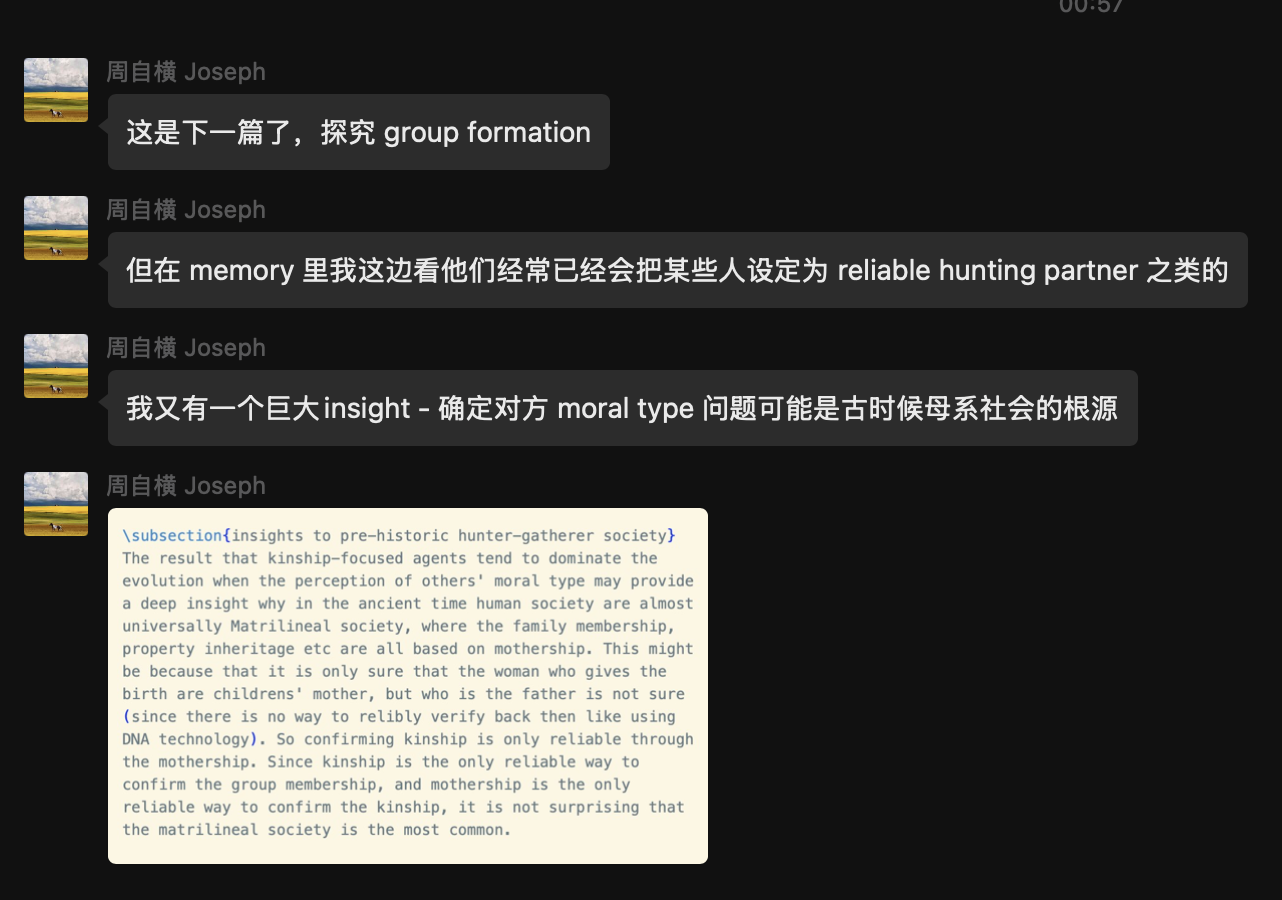 00:57
周自横 Joseph
这是下一篇了，探究 group formation
周自横 Joseph
但在 memory 里我这边看他们经常已经会把某些人设定为 reliable hunting partner 之类的
周自横 Joseph
我又有一个巨大insight - 确定对方 moral type 问题可能是古时候母系社会的根源
周自横 Joseph
\subsection{insights to pre-historic hunter-gatherer society}
The result that kinship-focused agents tend to dominate the
evolution when the perception of others' moral type may provide
a deep insight why in the ancient time human society are almost
universally Matrilineal society, where the family membership,
property inheritage etc are all based on mothership. This might
be because that it is only sure that the woman who gives the
birth are childrens' mother, but who is the father is not sure
(since there is no way to relibly verify back then like using
DNA technology). So confirming kinship is only reliable through
the mothership. Since kinship is the only reliable way to
confirm the group membership, and mothership is the only
reliable way to confirm the kinship, it is not surprising that
the matrilineal society is the most common.